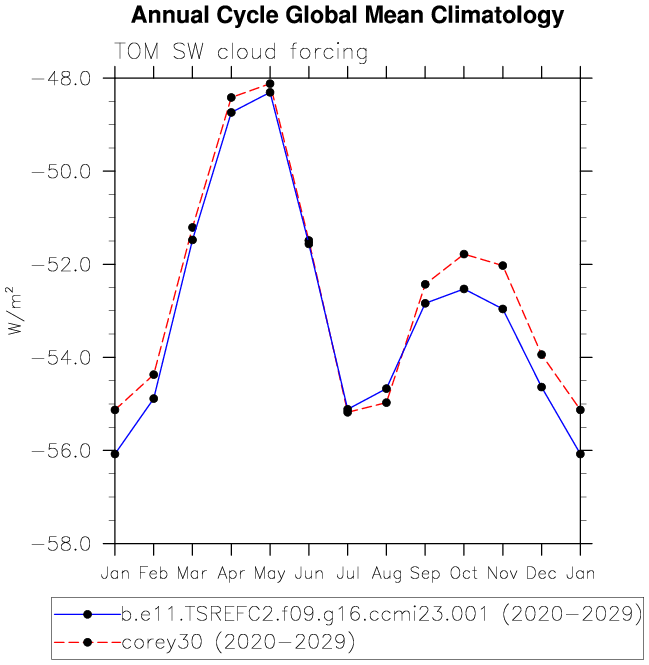 Annual Cycle Global Mean Climatology
TOM SW cloud forcing
−48.0
−50.0
−52.0
W/m²
−54.0
−56.0
−58.0
Jan Feb Mar Apr May Jun Jul Aug Sep Oct Nov Dec Jan
b.e11.TSREFC2.f09.g16.ccmi23.001 (2020−2029)
corey30 (2020−2029)